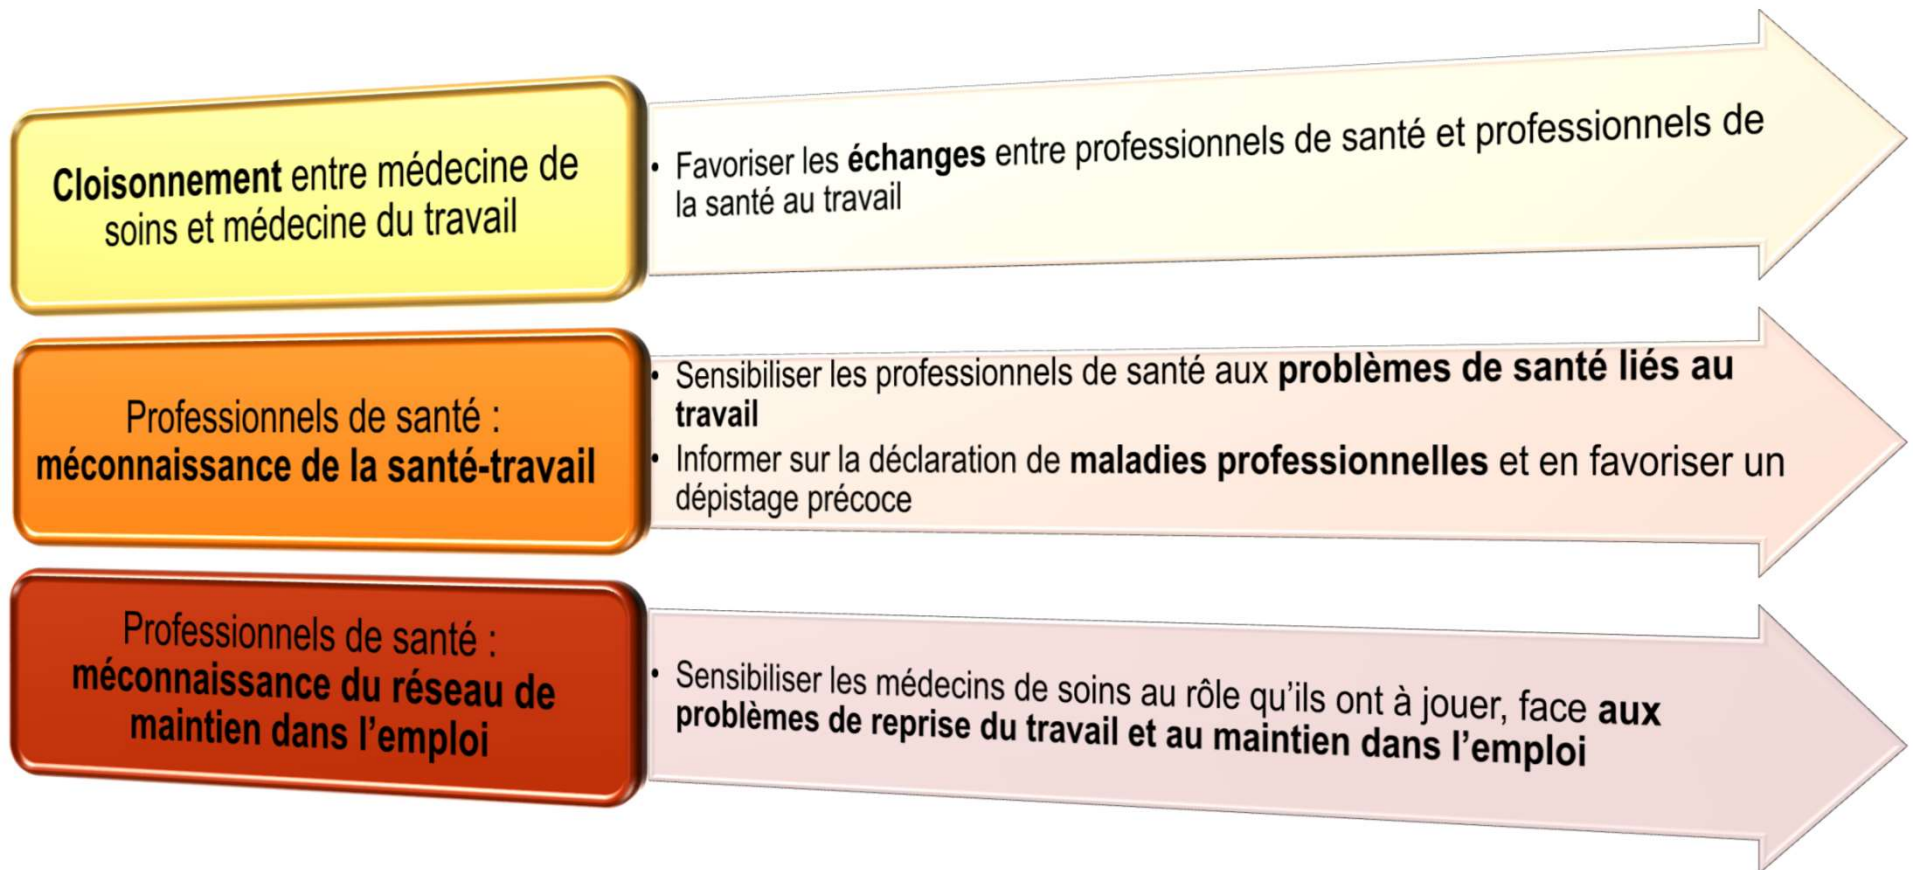 Cloisonnement entre médecine de
soins et médecine du travail
• Favoriser les échanges entre professionnels de santé et professionnels de
la santé au travail
Professionnels de santé :
méconnaissance de la santé-travail
• Sensibiliser les professionnels de santé aux problèmes de santé liés au
travail
• Informer sur la déclaration de maladies professionnelles et en favoriser un
dépistage précoce
Professionnels de santé :
méconnaissance du réseau de
maintien dans l’emploi
• Sensibiliser les médecins de soins au rôle qu’ils ont à jouer, face aux
problèmes de reprise du travail et au maintien dans l’emploi